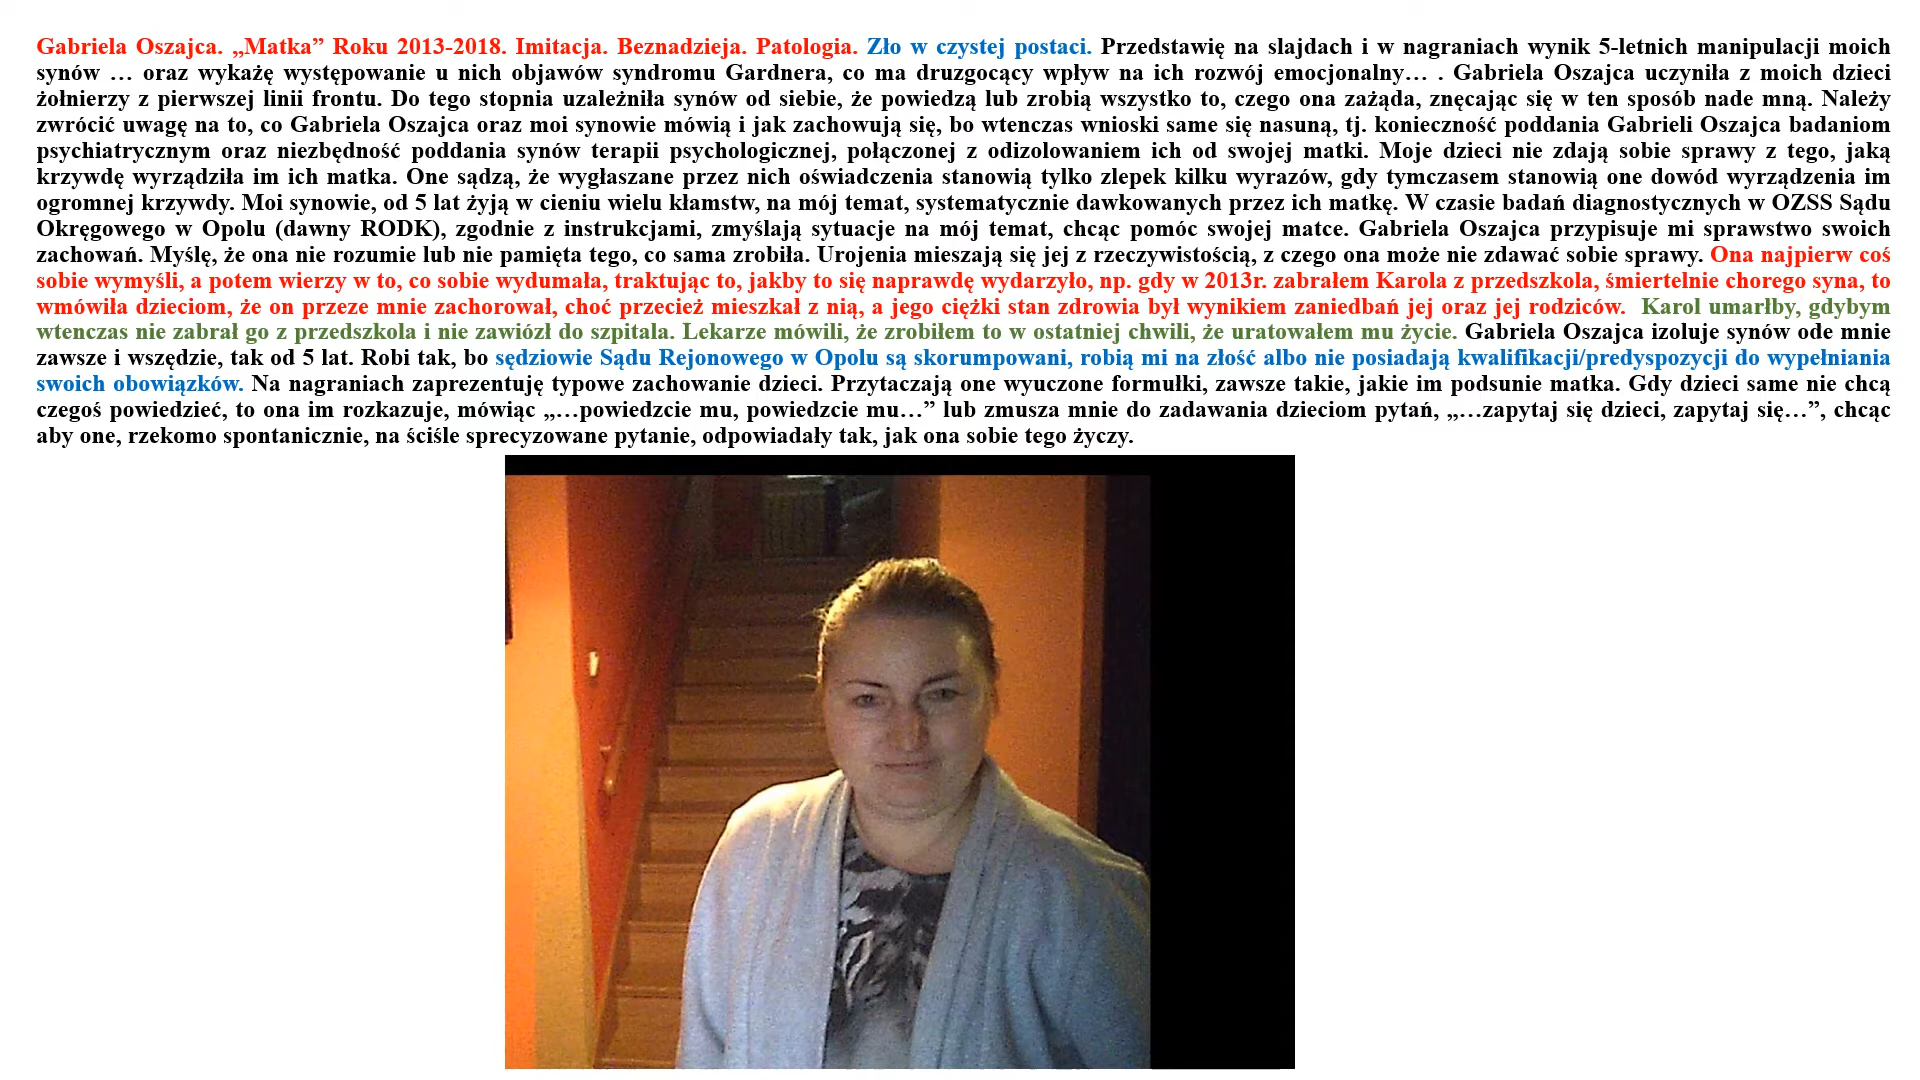 Gabriela Oszajca. „Matka” Roku 2013-2018. Imitacja. Beznadzieja. Patologia. Zło w czystej postaci. Przedstawię na slajdach i w nagraniach wynik 5-letnich manipulacji moich
synów … oraz wykażę występowanie u nich objawów syndromu Gardnera, co ma druzgocący wpływ na ich rozwój emocjonalny… . Gabriela Oszajca uczyniła z moich dzieci
żołnierzy z pierwszej linii frontu. Do tego stopnia uzależniła synów od siebie, że powiedzą lub zrobią wszystko to, czego ona zażąda, znęcając się w ten sposób nade mną. Należy
zwrócić uwagę na to, co Gabriela Oszajca oraz moi synowie mówią i jak zachowują się, bo wtenczas wnioski same się nasuną, tj. konieczność poddania Gabrieli Oszajca badaniom
psychiatrycznym oraz niezbędność poddania synów terapii psychologicznej, połączonej z odizolowaniem ich od swojej matki. Moje dzieci nie zdają sobie sprawy z tego, jaką
krzywdę wyrządziła im ich matka. One sądzą, że wygłaszane przez nich oświadczenia stanowią tylko zlepek kilku wyrazów, gdy tymczasem stanowią one dowód wyrządzenia im
ogromnej krzywdy. Moi synowie, od 5 lat żyją w cieniu wielu kłamstw, na mój temat, systematycznie dawkowanych przez ich matkę. W czasie badań diagnostycznych w OZSS Sądu
Okręgowego w Opolu (dawny RODK), zgodnie z instrukcjami, zmyślają sytuacje na mój temat, chcąc pomóc swojej matce. Gabriela Oszajca przypisuje mi sprawstwo swoich
zachowań. Myślę, że ona nie rozumie lub nie pamięta tego, co sama zrobiła. Urojenia mieszają się jej z rzeczywistością, z czego ona może nie zdawać sobie sprawy. Ona najpierw coś
sobie wymyśli, a potem wierzy w to, co sobie wydumała, traktując to, jakby to się naprawdę wydarzyło, np. gdy w 2013r. zabrałem Karola z przedszkola, śmiertelnie chorego syna, to
wmówiła dzieciom, że on przeze mnie zachorował, choć przecież mieszkał z nią, a jego ciężki stan zdrowia był wynikiem zaniedbań jej oraz jej rodziców. Karol umarłby, gdybym
wtenczas nie zabrał go z przedszkola i nie zawiózł do szpitala. Lekarze mówili, że zrobiłem to w ostatniej chwili, że uratowałem mu życie. Gabriela Oszajca izoluje synów ode mnie
zawsze i wszędzie, tak od 5 lat. Robi tak, bo sędziowie Sądu Rejonowego w Opolu są skorumpowani, robią mi na złość albo nie posiadają kwalifikacji/predyspozycji do wypełniania
swoich obowiązków. Na nagraniach zaprezentuję typowe zachowanie dzieci. Przytaczają one wyuczone formułki, zawsze takie, jakie im podsunie matka. Gdy dzieci same nie chcą
czegoś powiedzieć, to ona im rozkazuje, mówiąc „…powiedzcie mu, powiedzcie mu…” lub zmusza mnie do zadawania dzieciom pytań, „…zapytaj się dzieci, zapytaj się…”, chcąc
aby one, rzekomo spontanicznie, na ściśle sprecyzowane pytanie, odpowiadały tak, jak ona sobie tego życzy.